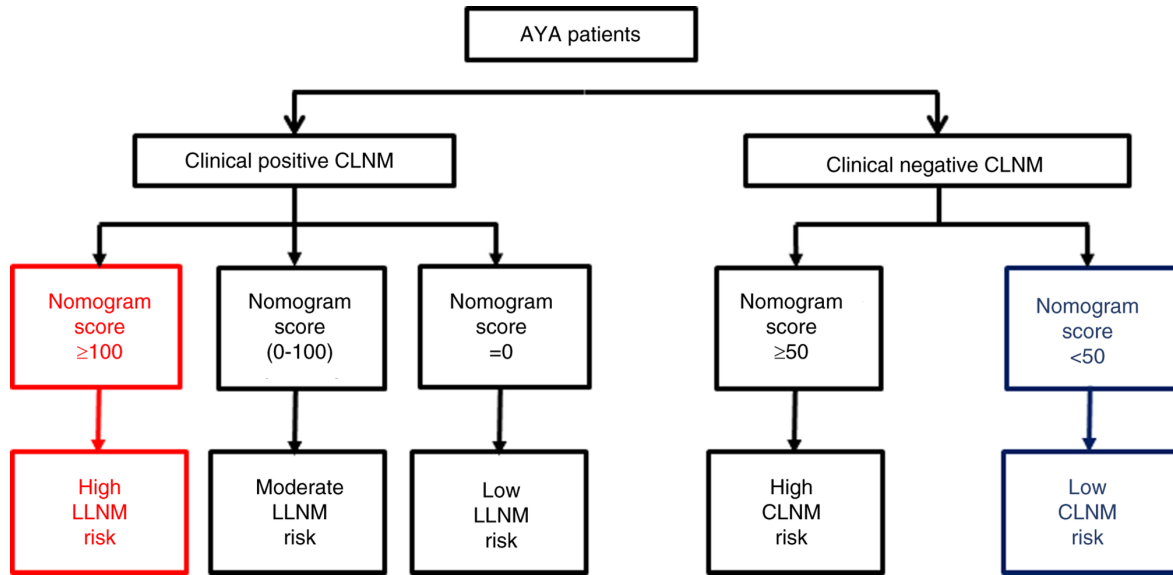 AYA patients
Clinical positive CLNM
Clinical negative CLNM
Nomogram
score
≥100
Nomogram
score
(0-100)
Nomogram
score
=0
Nomogram
score
≥50
Nomogram
score
<50
High
LLNM
risk
Moderate
LLNM
risk
Low
LLNM
risk
High
CLNM
risk
Low
CLNM
risk